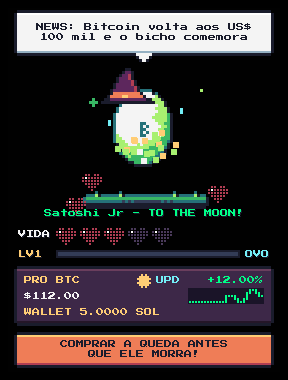 NEWS: Bitcoin volta aos US$
100 mil e o bicho comemora
B
Satoshi Jr - TO THE MOON!
VIDA
LV1 OVO
PRO BTC UPD +12.00%
$112.00
WALLET 5.0000 SOL
COMPRAR A QUEDA ANTES
QUE ELE MORRA!